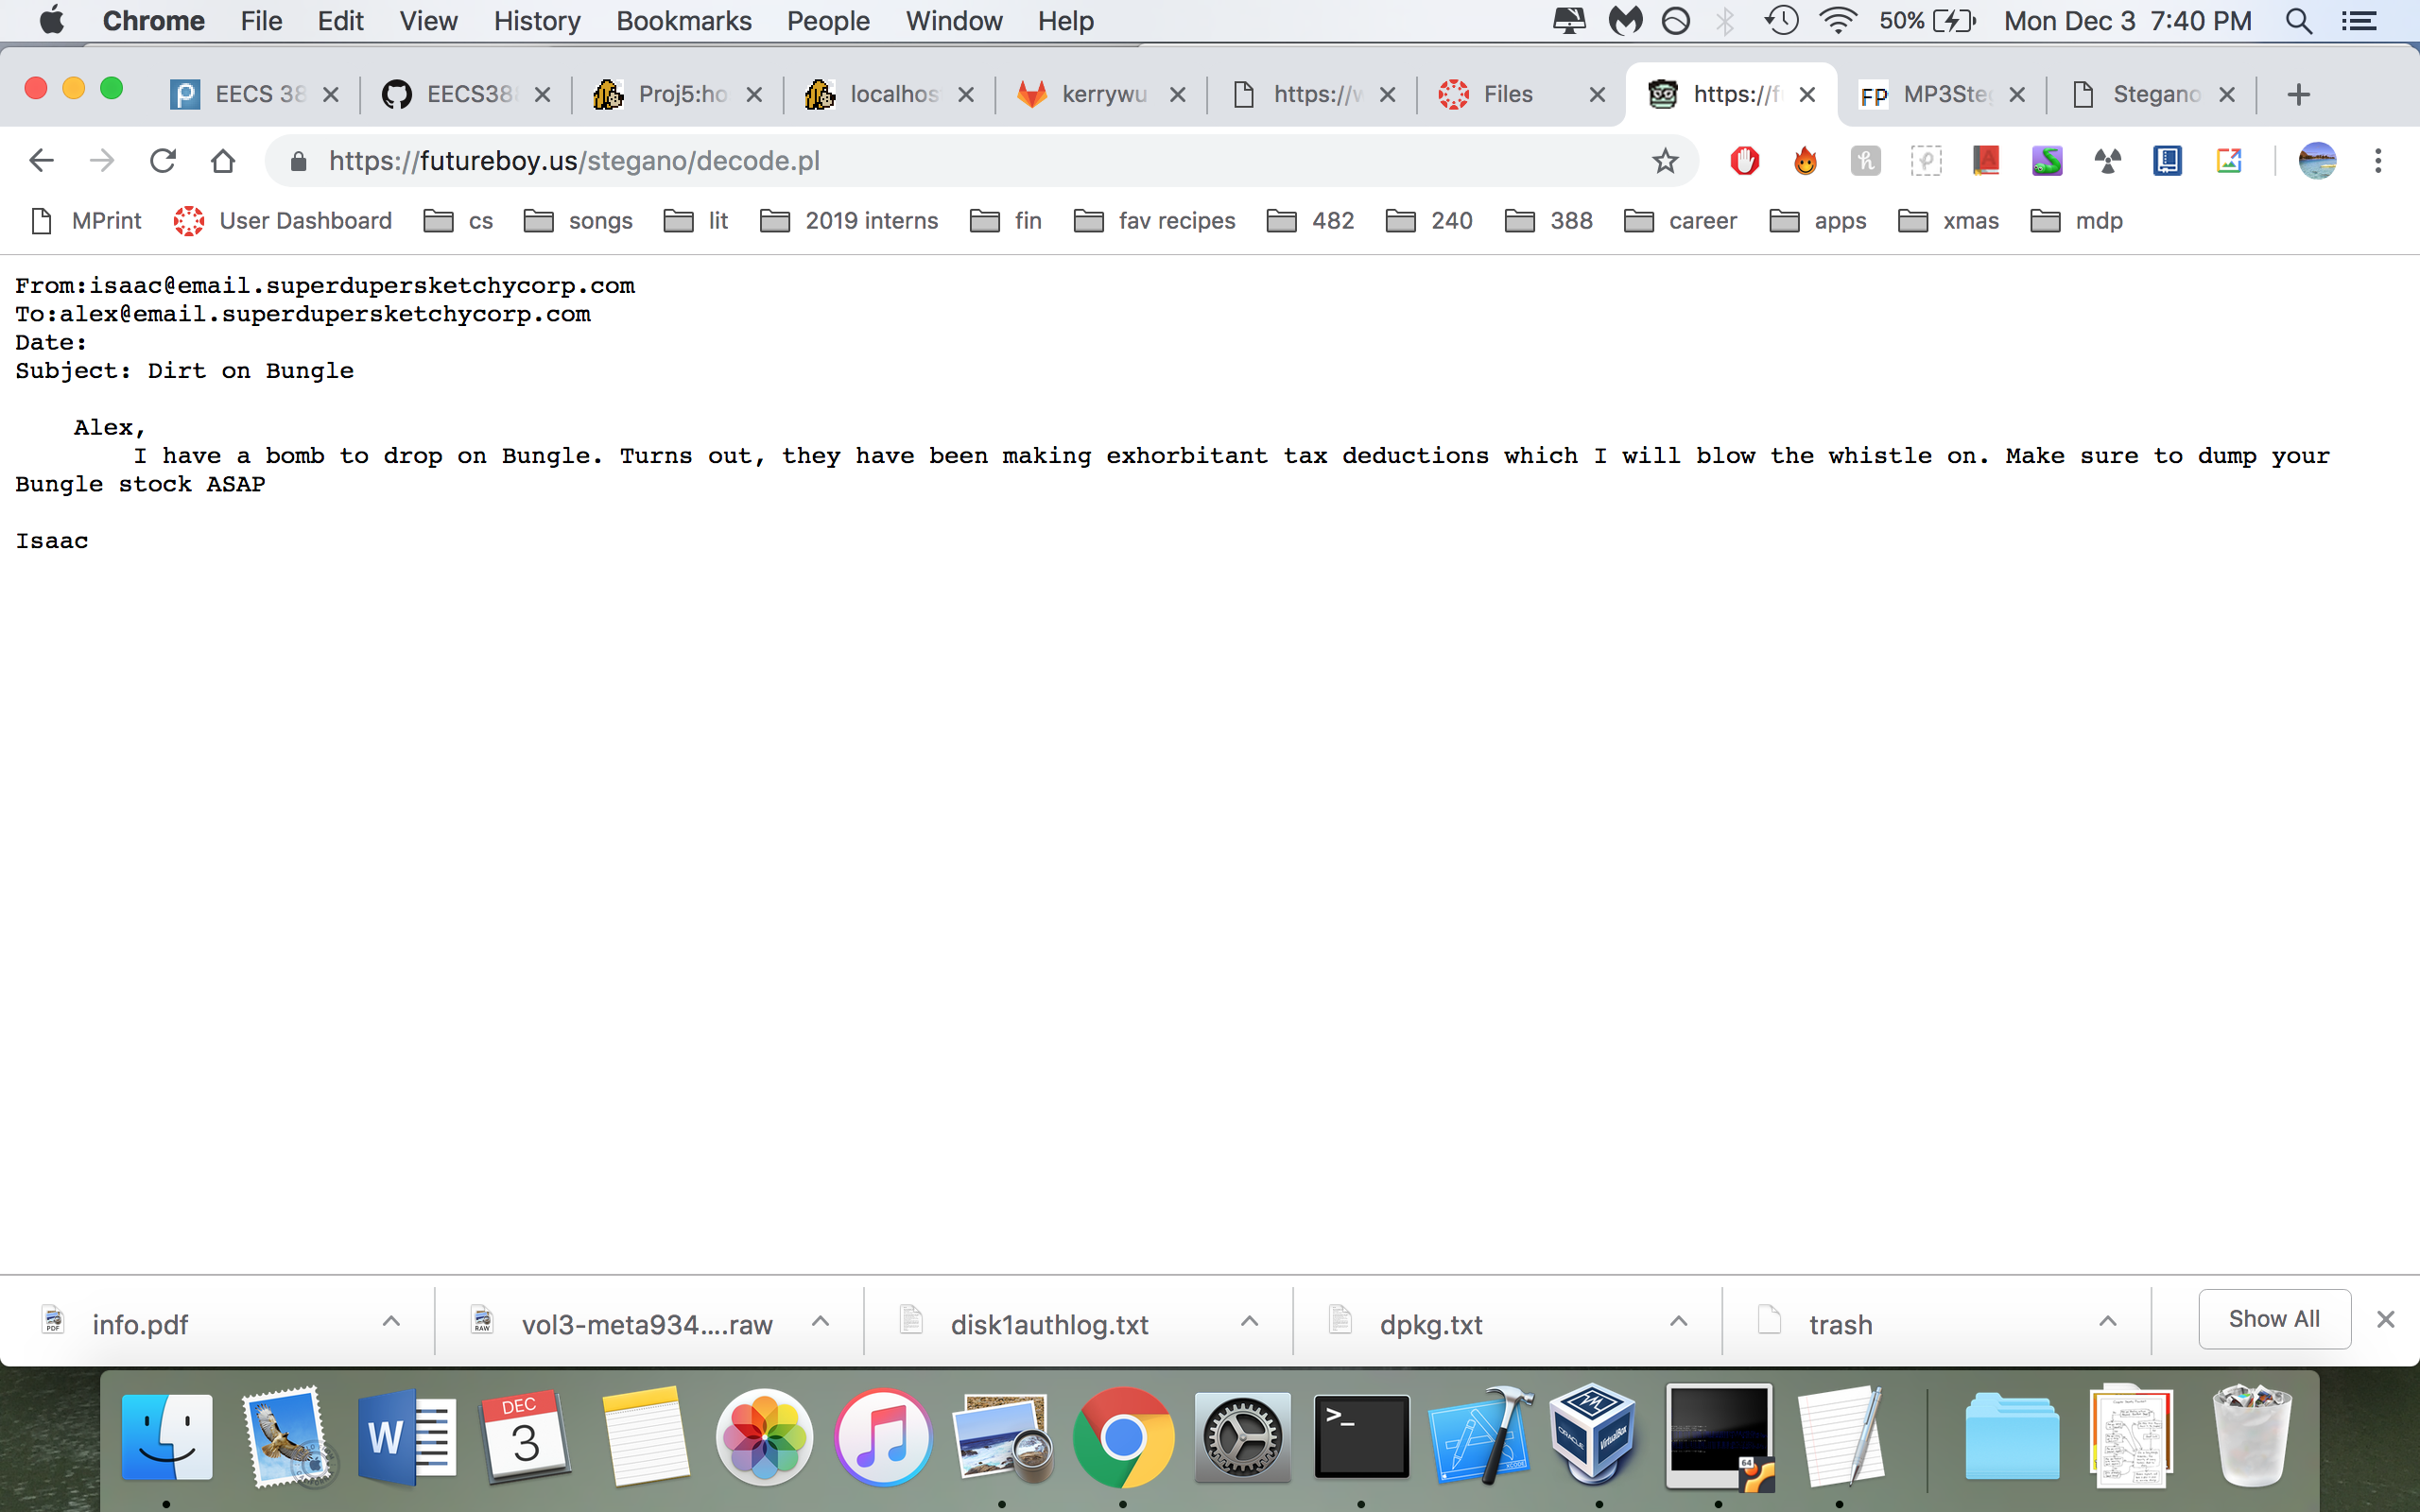 Chrome File Edit View History Bookmarks People Window Help 50% Mon Dec 3 7:40 PM
EECS 38 EECS38 Proj5:ho localhos kerrywu https://w Files https://f MP3Steg Stegano
https://futureboy.us/stegano/decode.pl
MPrint User Dashboard cs songs lit 2019 interns fin fav recipes 482 240 388 career apps xmas mdp
From:isaac@email.superdupersketchycorp.com
To:alex@email.superdupersketchycorp.com
Date:
Subject: Dirt on Bungle
Alex,
I have a bomb to drop on Bungle. Turns out, they have been making exhorbitant tax deductions which I will blow the whistle on. Make sure to dump your
Bungle stock ASAP
Isaac
info.pdf vol3-meta934....raw disk1authlog.txt dpkg.txt trash Show All
DEC
3